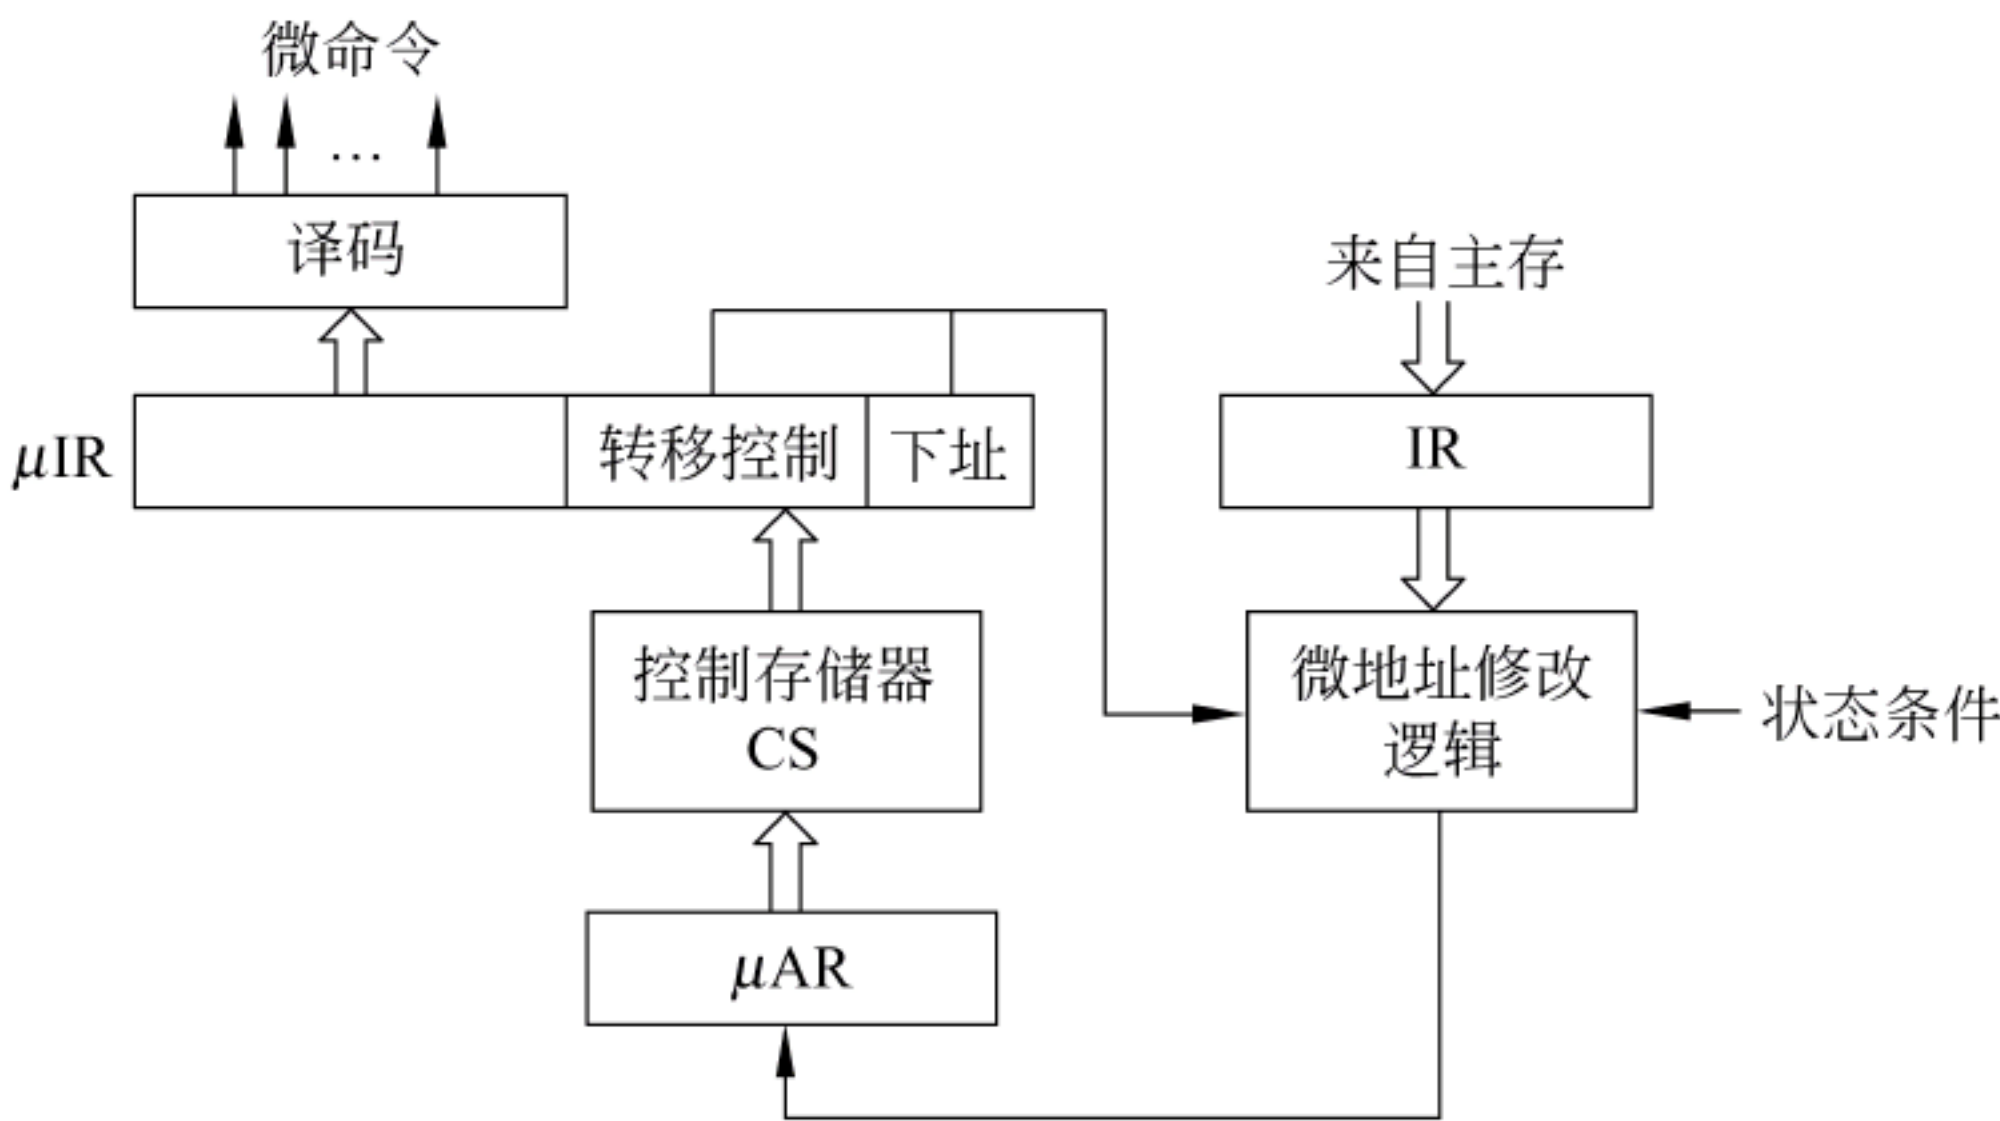 微命令
…
译码
来自主存
μIR
转移控制
下址
IR
控制存储器
CS
微地址修改
逻辑
状态条件
μAR